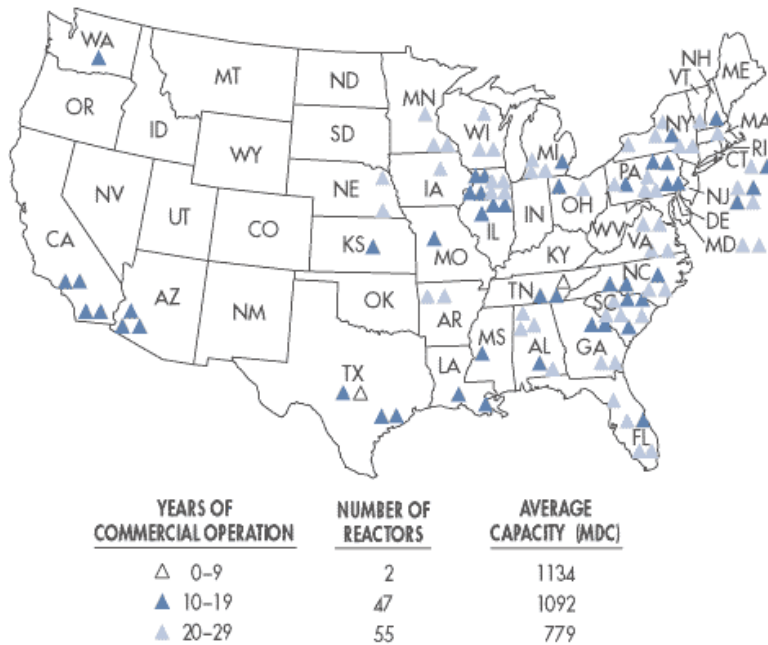 WA
MT
ND
MN
OR
ID
WY
SD
WI
MI
NH
VT
ME
NY
MA
RI
CT
NV
UT
NE
IA
PA
NJ
DE
MD
CA
CO
KS
MO
IL
IN
OH
WV
VA
KY
AZ
NM
OK
AR
TN
NC
SC
MS
AL
GA
TX
LA
FL
YEARS OF
COMMERCIAL OPERATION
NUMBER OF
REACTORS
AVERAGE
CAPACITY (MDC)
0–9 2 1134
10–19 47 1092
20–29 55 779